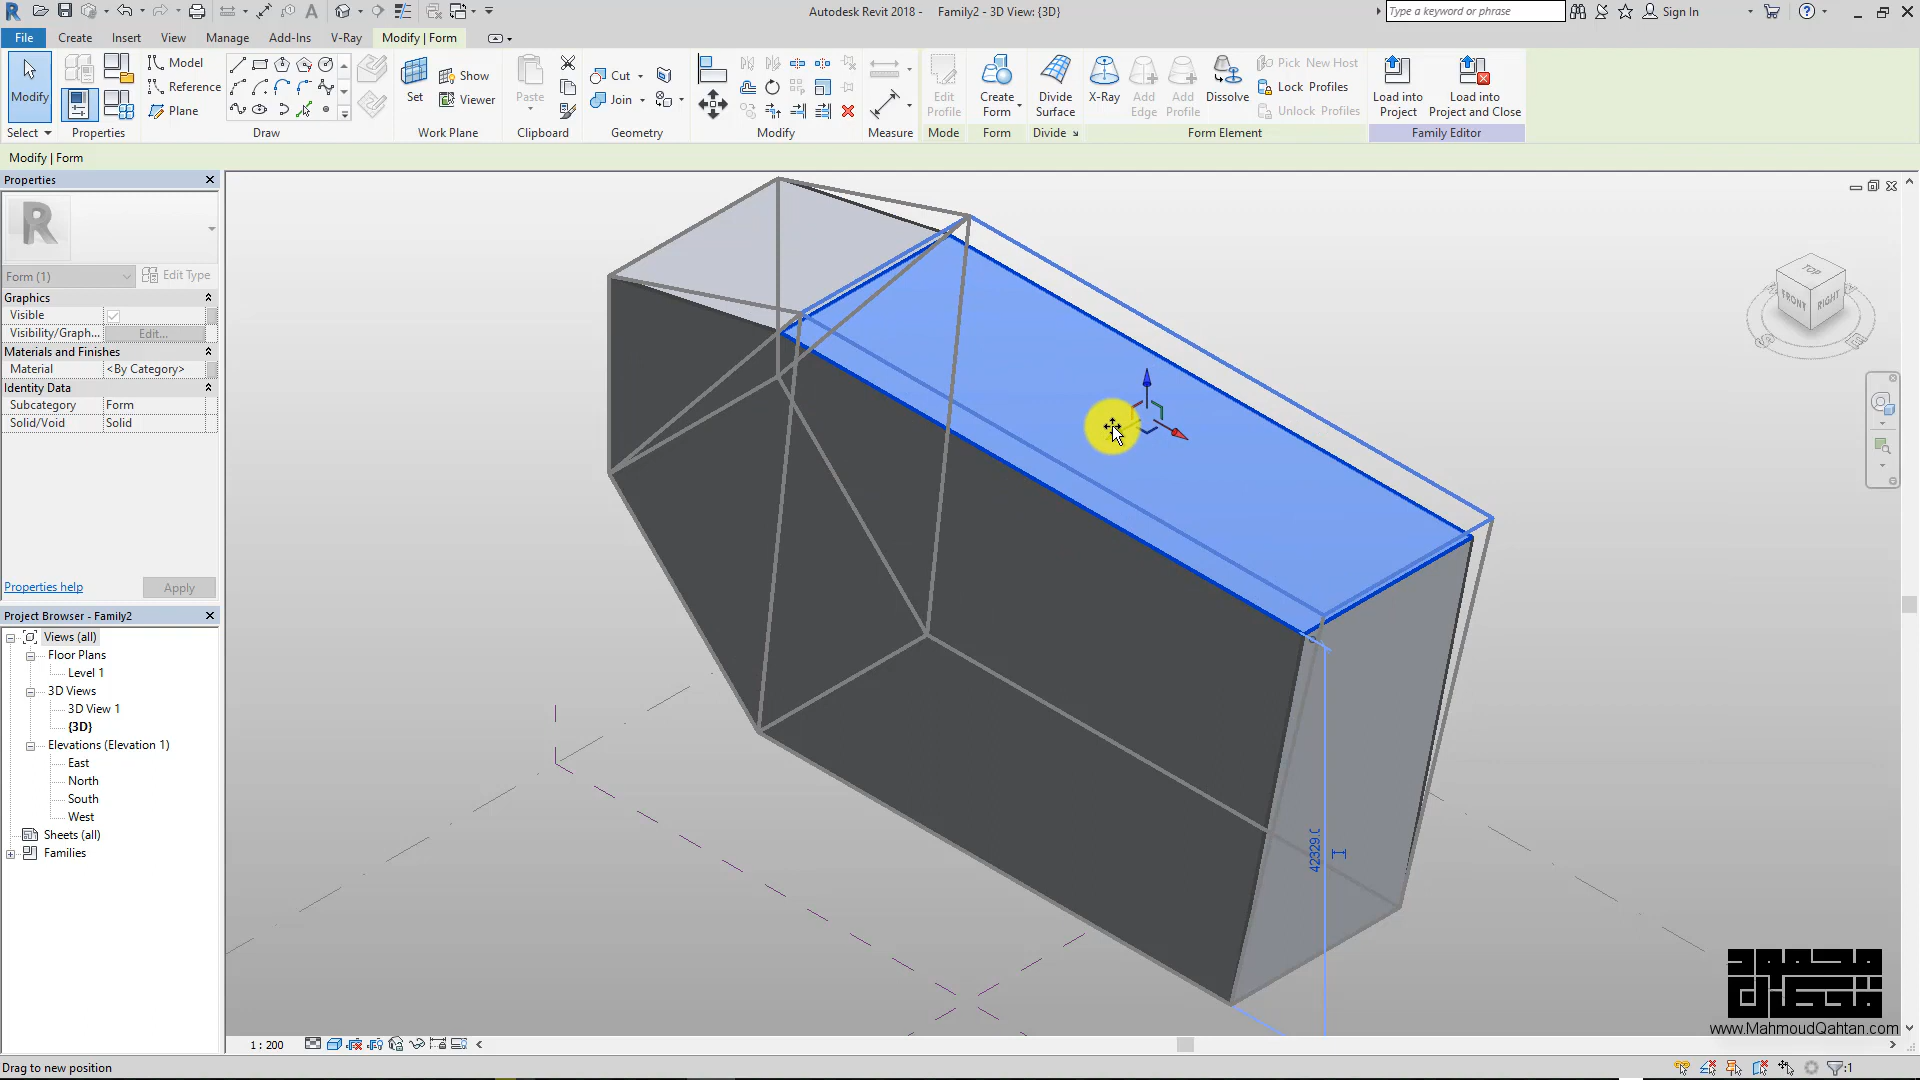 Autodesk Revit 2018 - Family2 - 3D View: {3D}
Type a keyword or phrase
Sign In
File Create Insert View Manage Add-Ins V-Ray Modify | Form
Modify
Select
Properties
Model
Reference
Plane
Draw
Set
Show
Viewer
Work Plane
Paste
Clipboard
Cut
Join
Geometry
Modify
Measure
Edit Profile
Mode
Create Form
Form
Divide Surface
Divide
X-Ray
Add Edge
Add Profile
Dissolve
Pick New Host
Lock Profiles
Unlock Profiles
Form Element
Load into Project
Load into Project and Close
Family Editor
Modify | Form
Properties
R
Form (1)
Edit Type
Graphics
Visible
Visibility/Graph... Edit...
Materials and Finishes
Material <By Category>
Identity Data
Subcategory Form
Solid/Void Solid
Properties help
Apply
Project Browser - Family2
Views (all)
Floor Plans
Level 1
3D Views
3D View 1
{3D}
Elevations (Elevation 1)
East
North
South
West
Sheets (all)
Families
TOP
FRONT
RIGHT
S
E
محمود
قحطان
www.MahmoudQahtan.com
1 : 200
Drag to new position
:1